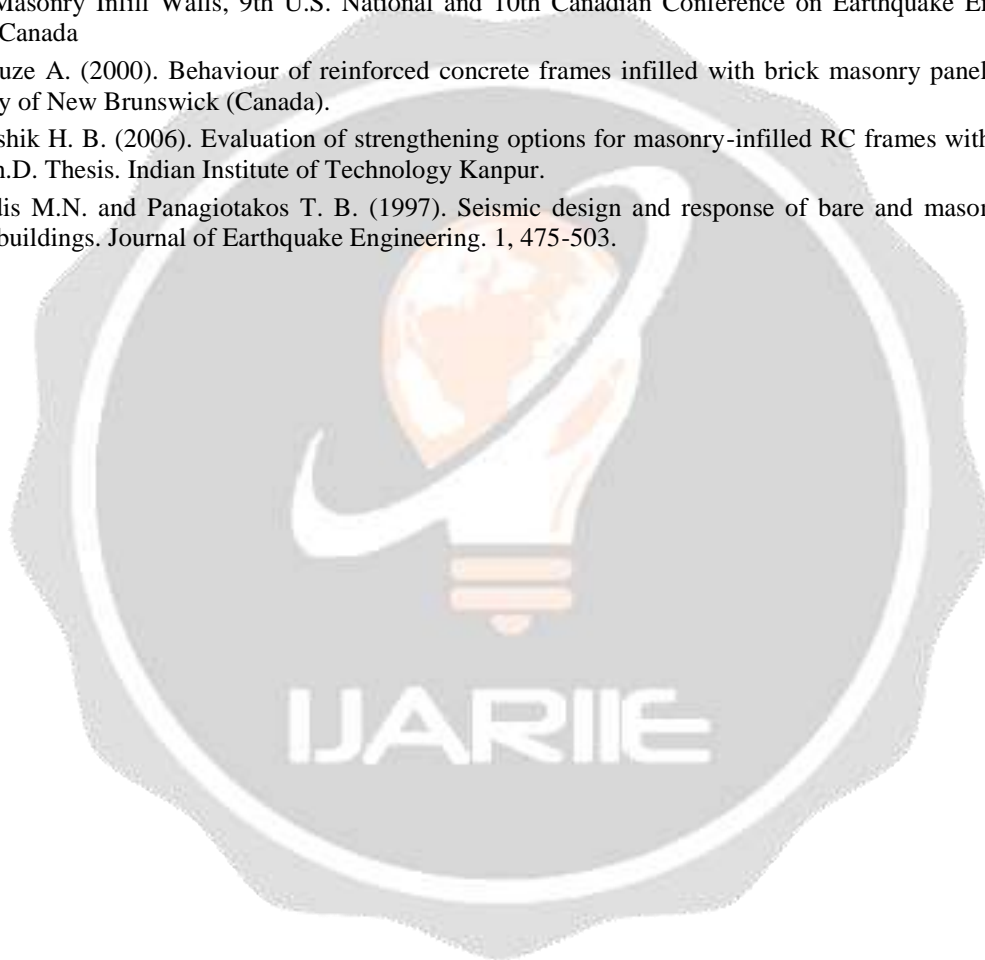 Masonry Infill Walls, 9th U.S. National and 10th Canadian Conference on Earthquake E
Canada
uze A. (2000). Behaviour of reinforced concrete frames infilled with brick masonry panel
y of New Brunswick (Canada).
shik H. B. (2006). Evaluation of strengthening options for masonry-infilled RC frames with
.D. Thesis. Indian Institute of Technology Kanpur.
dis M.N. and Panagiotakos T. B. (1997). Seismic design and response of bare and mason
buildings. Journal of Earthquake Engineering. 1, 475-503.
IJARIIE